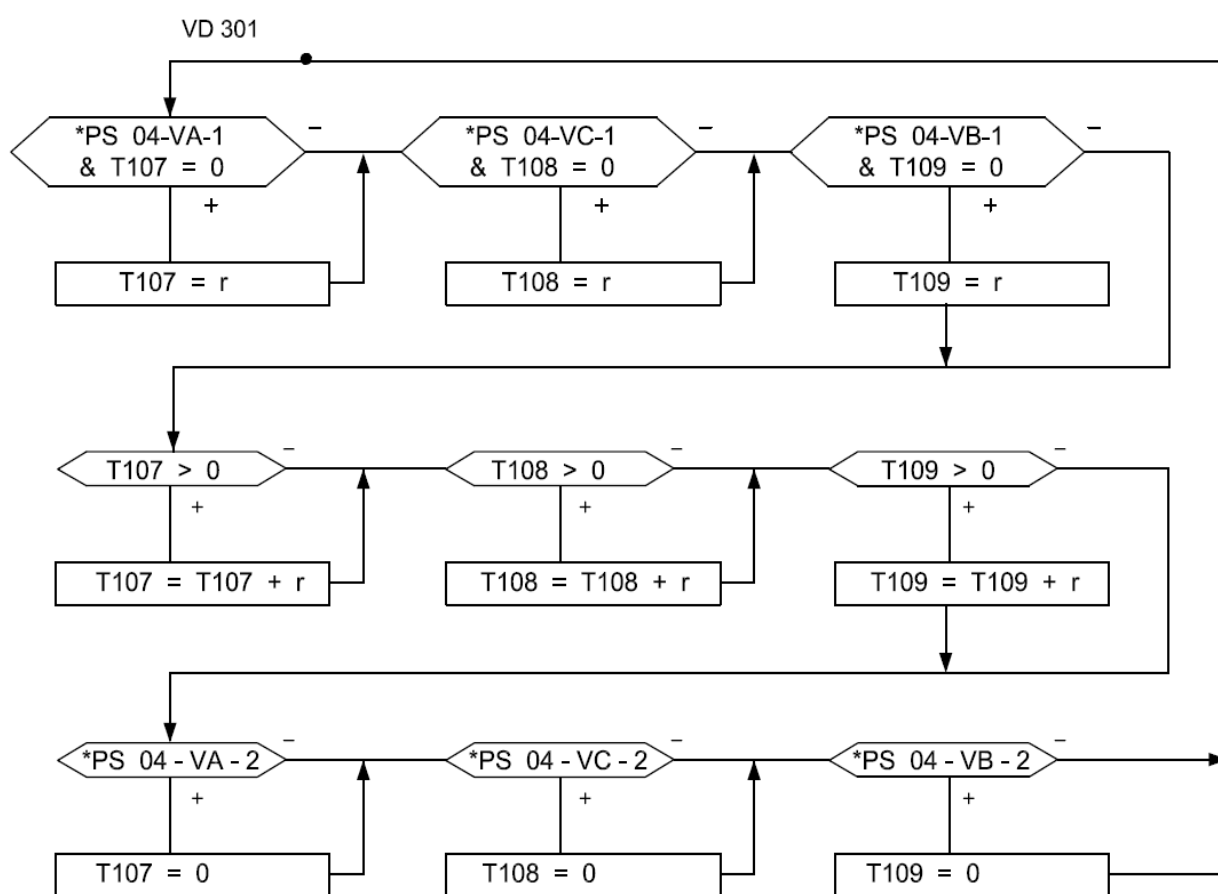 VD 301
*PS 04-VA-1
& T107 = 0
–
+
T107 = r
*PS 04-VC-1
& T108 = 0
–
+
T108 = r
*PS 04-VB-1
& T109 = 0
–
+
T109 = r
T107 > 0
–
+
T107 = T107 + r
T108 > 0
–
+
T108 = T108 + r
T109 > 0
–
+
T109 = T109 + r
*PS 04 - VA - 2
–
+
T107 = 0
*PS 04 - VC - 2
–
+
T108 = 0
*PS 04 - VB - 2
–
+
T109 = 0